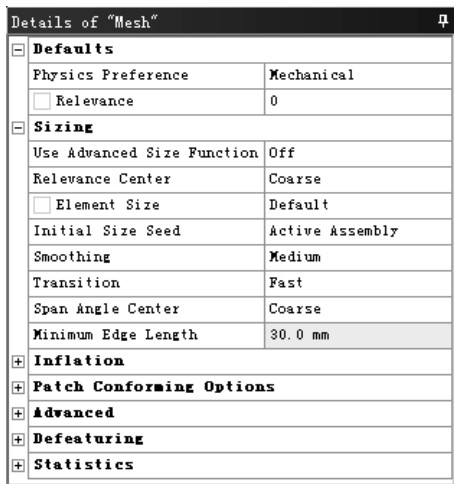 Details of "Mesh"
Defaults
Physics Preference Mechanical
Relevance 0
Sizing
Use Advanced Size Function Off
Relevance Center Coarse
Element Size Default
Initial Size Seed Active Assembly
Smoothing Medium
Transition Fast
Span Angle Center Coarse
Minimum Edge Length 30.0 mm
Inflation
Patch Conforming Options
Advanced
Defeaturing
Statistics